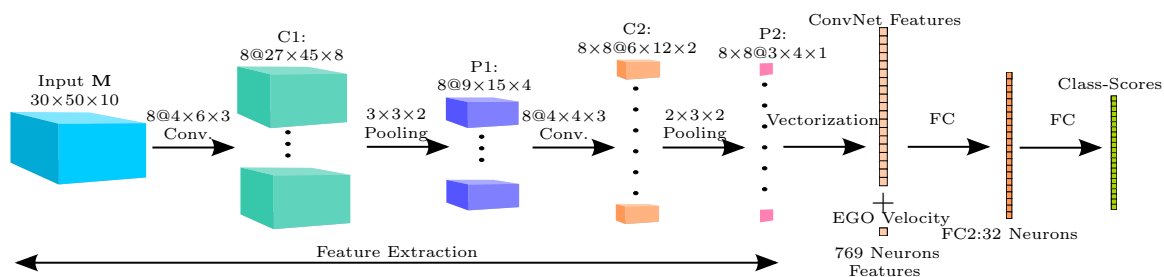 Input M
30×50×10
8@4×6×3
Conv.
C1:
8@27×45×8
3×3×2
Pooling
P1:
8@9×15×4
8@4×4×3
Conv.
C2:
8×8@6×12×2
2×3×2
Pooling
P2:
8×8@3×4×1
Vectorization
ConvNet Features
+
EGO Velocity
769 Neurons
Features
FC
FC2:32 Neurons
FC
Class-Scores
Feature Extraction